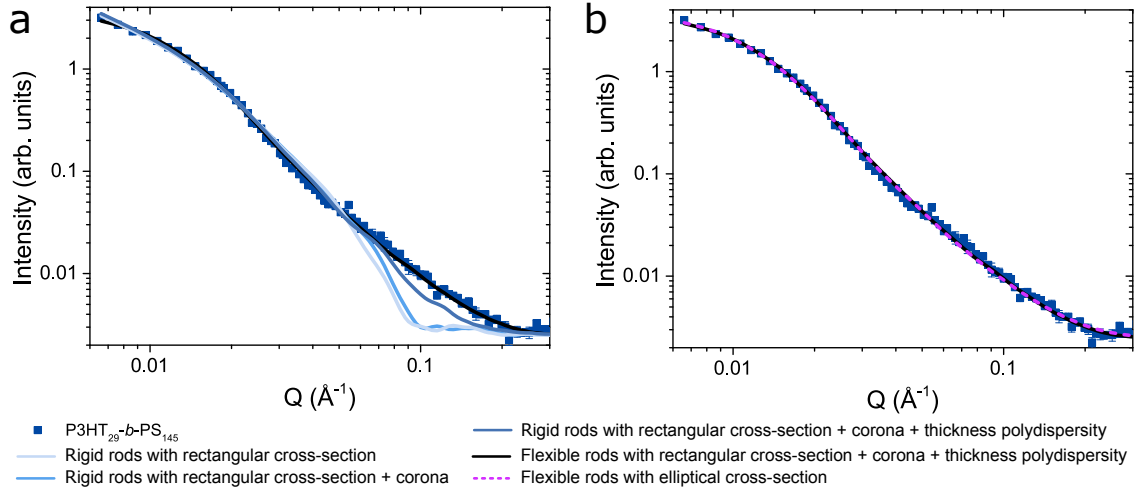 a
b
1
0.1
0.01
Intensity (arb. units)
0.01
0.1
Q (Å⁻¹)
1
0.1
0.01
Intensity (arb. units)
0.01
0.1
Q (Å⁻¹)
P3HT₂₉-b-PS₁₄₅
Rigid rods with rectangular cross-section
Rigid rods with rectangular cross-section + corona
Rigid rods with rectangular cross-section + corona + thickness polydispersity
Flexible rods with rectangular cross-section + corona + thickness polydispersity
Flexible rods with elliptical cross-section